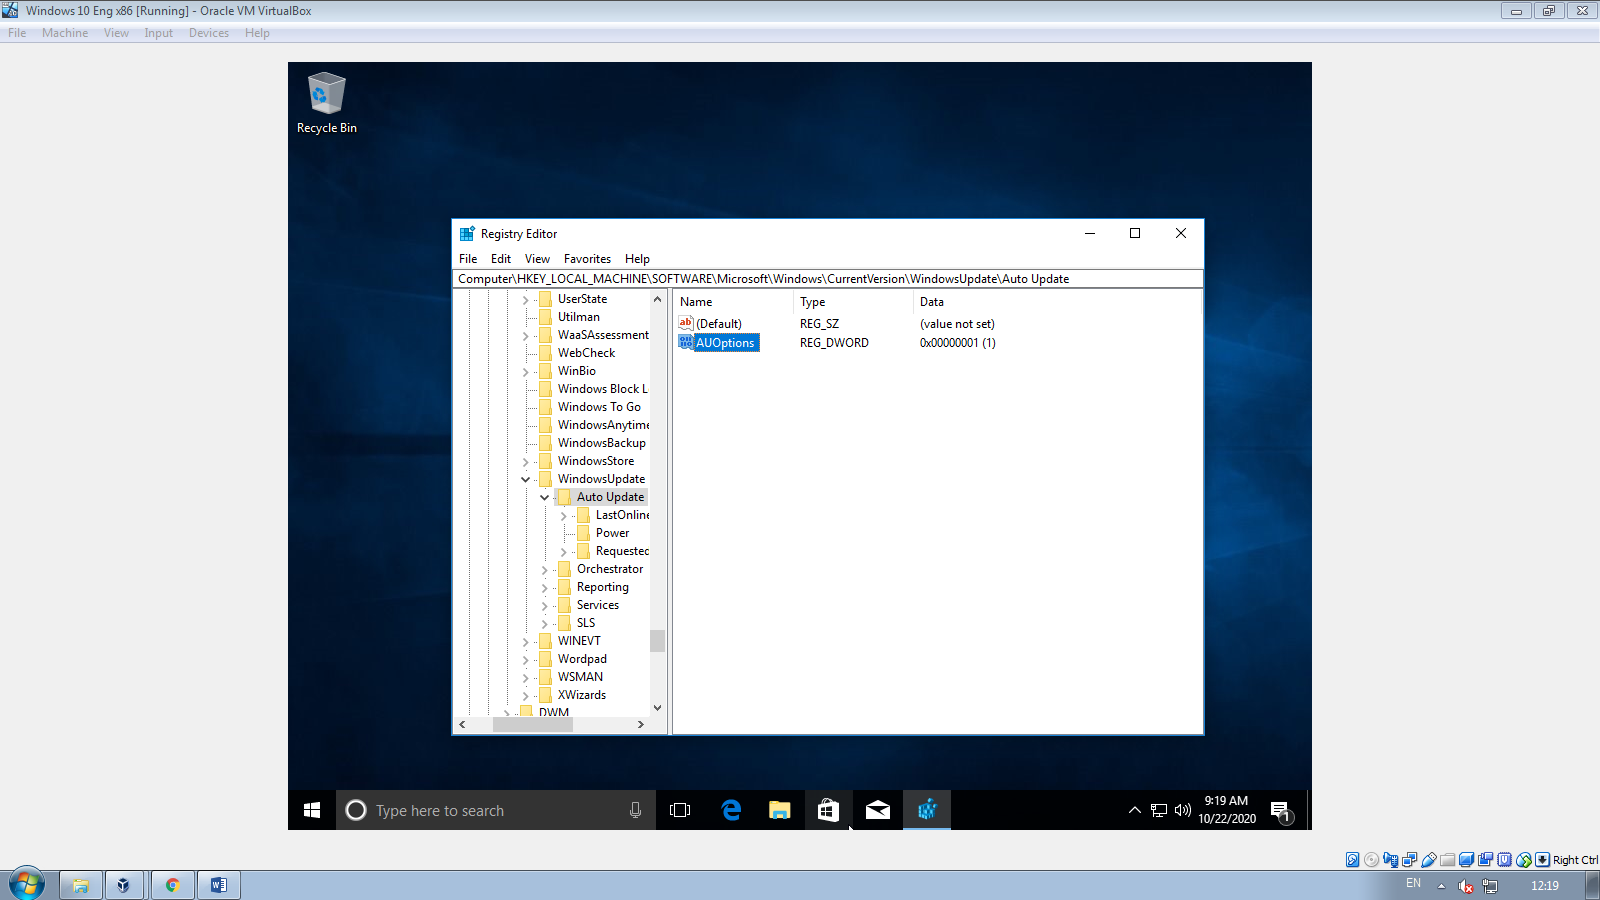 Windows 10 Eng x86 [Running] - Oracle VM VirtualBox
File Machine View Input Devices Help
Recycle Bin
Registry Editor
File Edit View Favorites Help
Computer\HKEY_LOCAL_MACHINE\SOFTWARE\Microsoft\Windows\CurrentVersion\WindowsUpdate\Auto Update
Name Type Data
ab (Default) REG_SZ (value not set)
AUOptions REG_DWORD 0x00000001 (1)
UserState
Utilman
WaaSAssessment
WebCheck
WinBio
Windows Block L
Windows To Go
WindowsAnytime
WindowsBackup
WindowsStore
WindowsUpdate
Auto Update
LastOnline
Power
Requested
Orchestrator
Reporting
Services
SLS
WINEVT
Wordpad
WSMAN
XWizards
DWM
Type here to search
9:19 AM
10/22/2020
1
Right Ctrl
EN
12:19